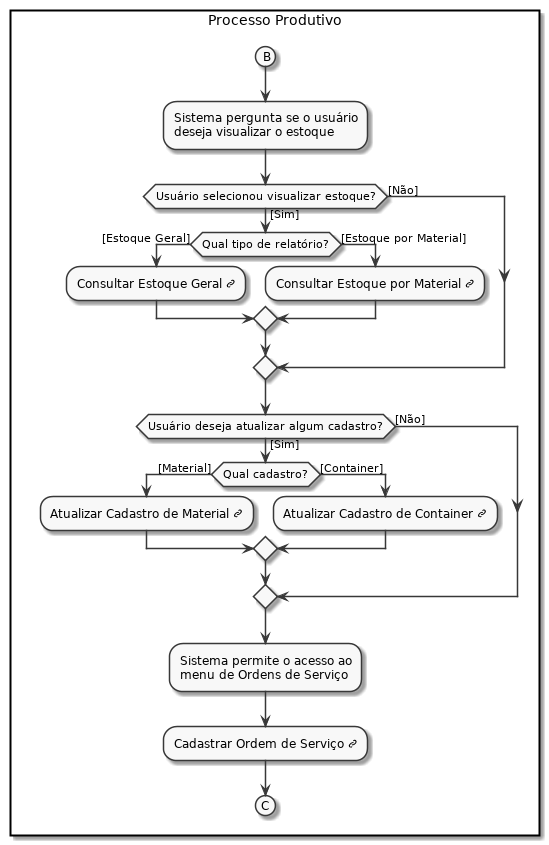 Processo Produtivo
B
Sistema pergunta se o usuário
deseja visualizar o estoque
Usuário selecionou visualizar estoque?
[Não]
[Sim]
[Estoque Geral]
Qual tipo de relatório?
[Estoque por Material]
Consultar Estoque Geral
Consultar Estoque por Material
Usuário deseja atualizar algum cadastro?
[Não]
[Sim]
[Material]
Qual cadastro?
[Container]
Atualizar Cadastro de Material
Atualizar Cadastro de Container
Sistema permite o acesso ao
menu de Ordens de Serviço
Cadastrar Ordem de Serviço
C